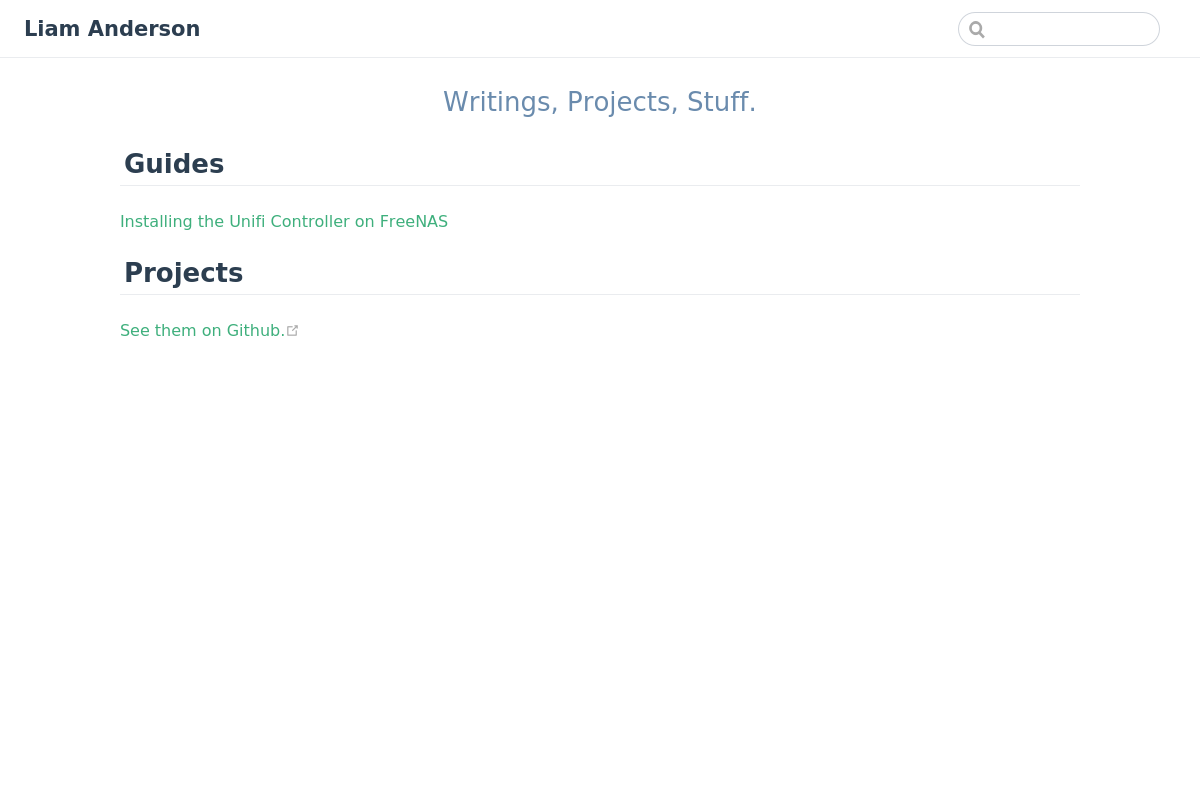 Liam Anderson
Writings, Projects, Stuff.
Guides
Installing the Unifi Controller on FreeNAS
Projects
See them on Github.